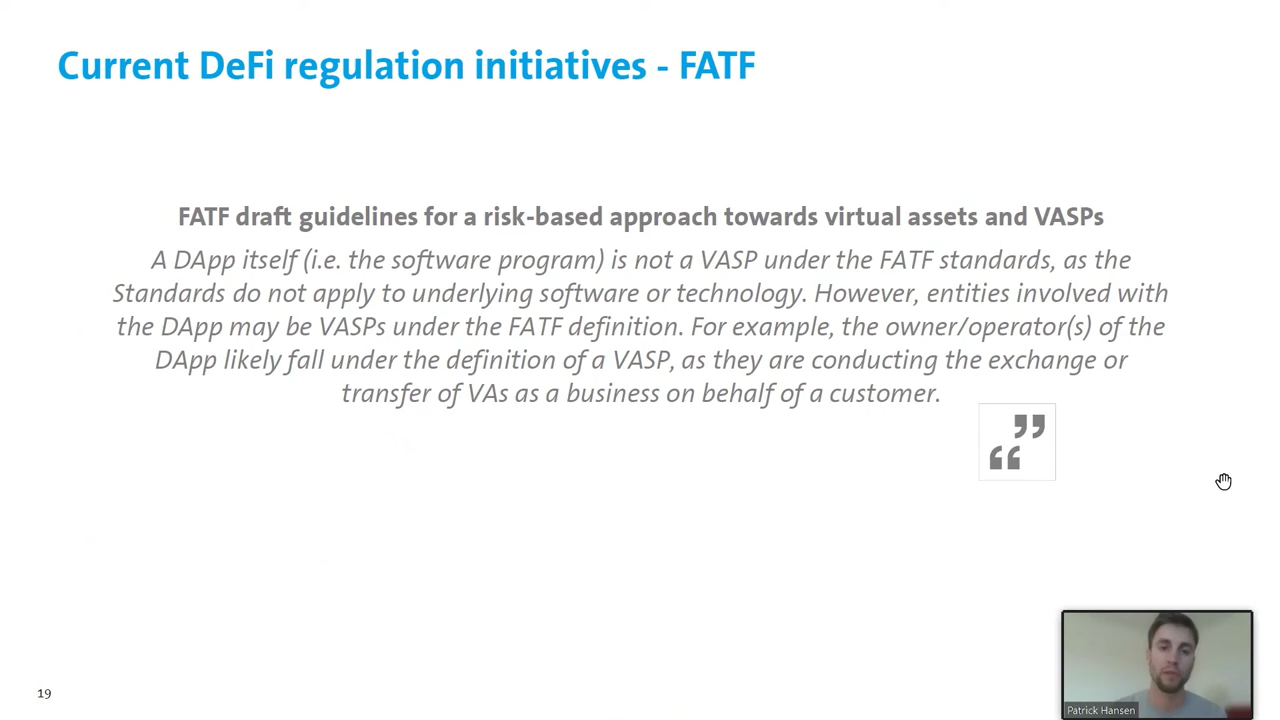 Current DeFi regulation initiatives - FATF
FATF draft guidelines for a risk-based approach towards virtual assets and VASPs
A DApp itself (i.e. the software program) is not a VASP under the FATF standards, as the
Standards do not apply to underlying software or technology. However, entities involved with
the DApp may be VASPs under the FATF definition. For example, the owner/operator(s) of the
DApp likely fall under the definition of a VASP, as they are conducting the exchange or
transfer of VAs as a business on behalf of a customer.
19
Patrick Hansen